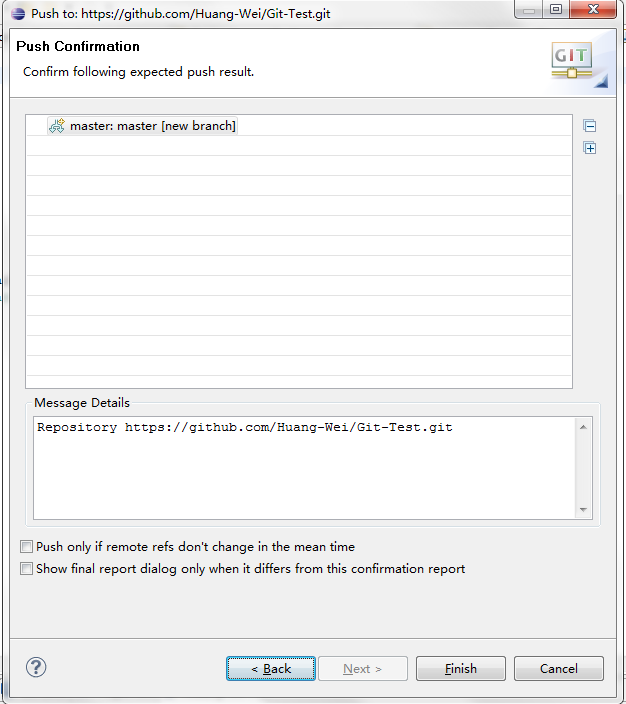 Push to: https://github.com/Huang-Wei/Git-Test.git
Push Confirmation
Confirm following expected push result.
GIT
master: master [new branch]
Message Details
Repository https://github.com/Huang-Wei/Git-Test.git
Push only if remote refs don't change in the mean time
Show final report dialog only when it differs from this confirmation report
?
< Back
Next >
Finish
Cancel